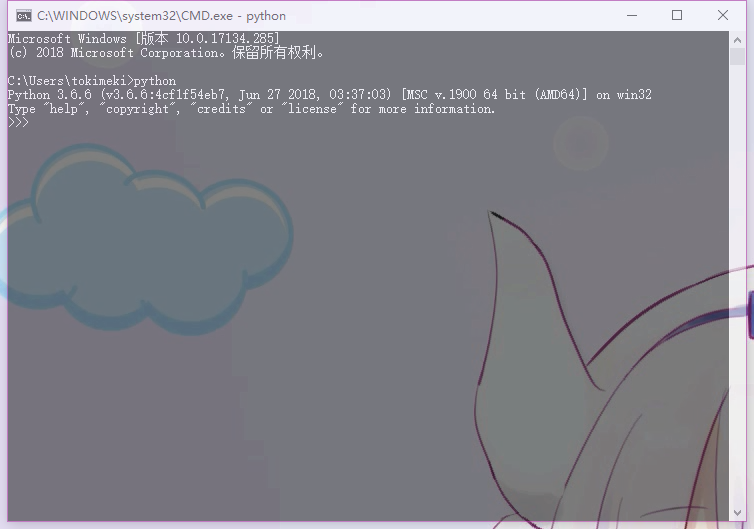 C:\WINDOWS\system32\CMD.exe - python
Microsoft Windows [版本 10.0.17134.285]
(c) 2018 Microsoft Corporation。保留所有权利。
C:\Users\tokimeki>python
Python 3.6.6 (v3.6.6:4cf1f54eb7, Jun 27 2018, 03:37:03) [MSC v.1900 64 bit (AMD64)] on win32
Type "help", "copyright", "credits" or "license" for more information.
>>>